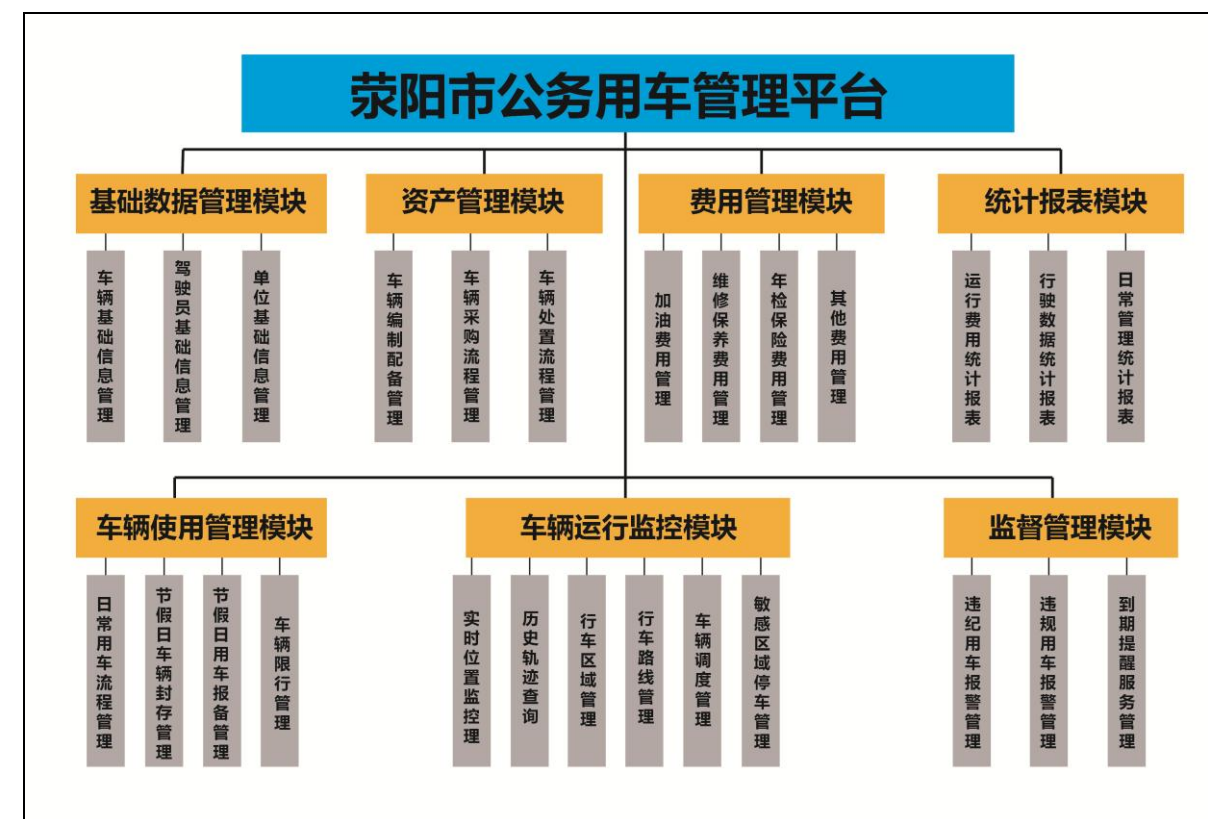 荥阳市公务用车管理平台
基础数据管理模块
资产管理模块
费用管理模块
统计报表模块
车辆基础信息管理
驾驶员基础信息管理
单位基础信息管理
车辆编制配备管理
车辆采购流程管理
车辆处置流程管理
加油费用管理
维修保养费用管理
年检保险费用管理
其他费用管理
运行费用统计报表
行驶数据统计报表
日常管理统计报表
车辆使用管理模块
车辆运行监控模块
监督管理模块
日常用车流程管理
节假日车辆封存管理
节假日用车报备管理
车辆限行管理
实时位置监控理
历史轨迹查询
行车区域管理
行车路线管理
车辆调度管理
敏感区域停车管理
违纪用车报警管理
违规用车报警管理
到期提醒服务管理